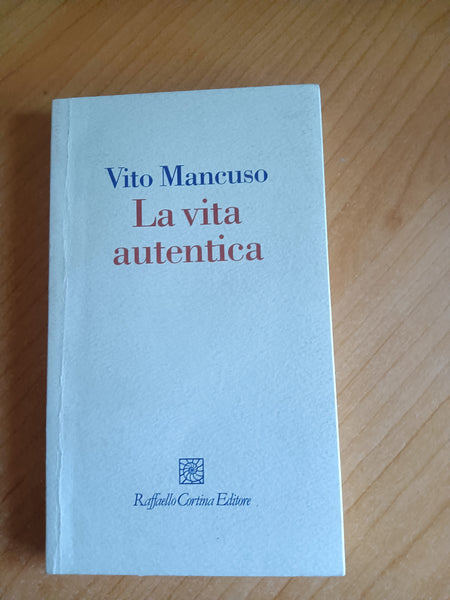 Vito Mancuso
La vita
autentica
Raffaello Cortina Editore